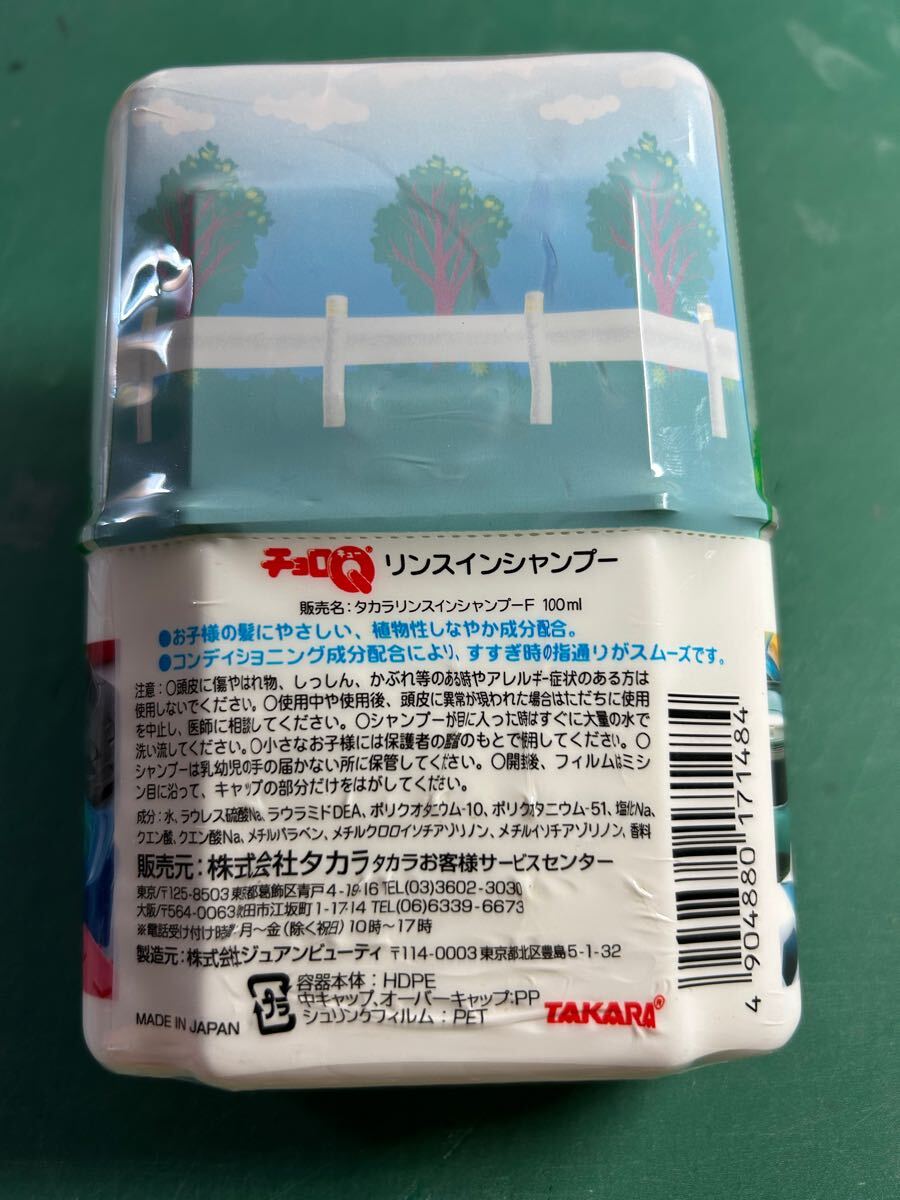 チョロQ キュー リンスインシャンプー
販売名：タカラリンスインシャンプーF 100ml
●お子様の髪にやさしい、植物性しなやか成分配合。
●コンディショニング成分配合により、すすぎ時の指通りがスムーズです。
注意：〇頭皮に傷やはれ物、しっしん、かぶれ等のある時やアレルギー症状のある方は
使用しないでください。〇使用中や使用後、頭皮に異常が現われた場合はただちに使用
を中止し、医師に相談してください。〇シャンプーが目に入った時はすぐに大量の水で
洗い流してください。〇小さなお子様には保護者の監督のもとで使用してください。〇
シャンプーは乳幼児の手の届かない所に保管してください。〇開封後、フィルムはミシ
ン目に沿って、キャップの部分だけをはがしてください。
成分：水、ラウレス硫酸Na、ラウラミドDEA、ポリクオタニウム-10、ポリクオタニウム-51、塩化Na、
クエン酸、クエン酸Na、メチルパラベン、メチルクロロイソチアゾリノン、メチルイソチアゾリノン、香料
販売元：株式会社タカラ タカラお客様サービスセンター
東京/〒125-8503 東京都葛飾区青戸4-19-16 TEL(03)3602-3030
大阪/〒564-0063 吹田市江坂町1-17-14 TEL(06)6339-6673
※電話受け付け時間/月～金(除く祝日)10時～17時
製造元：株式会社ジュアンビューティ 〒114-0003 東京都北区豊島5-1-32
プラ
容器本体：HDPE
中キャップ、オーバーキャップ：PP
シュリンクフィルム：PET
MADE IN JAPAN
TAKARA®
4904880171484